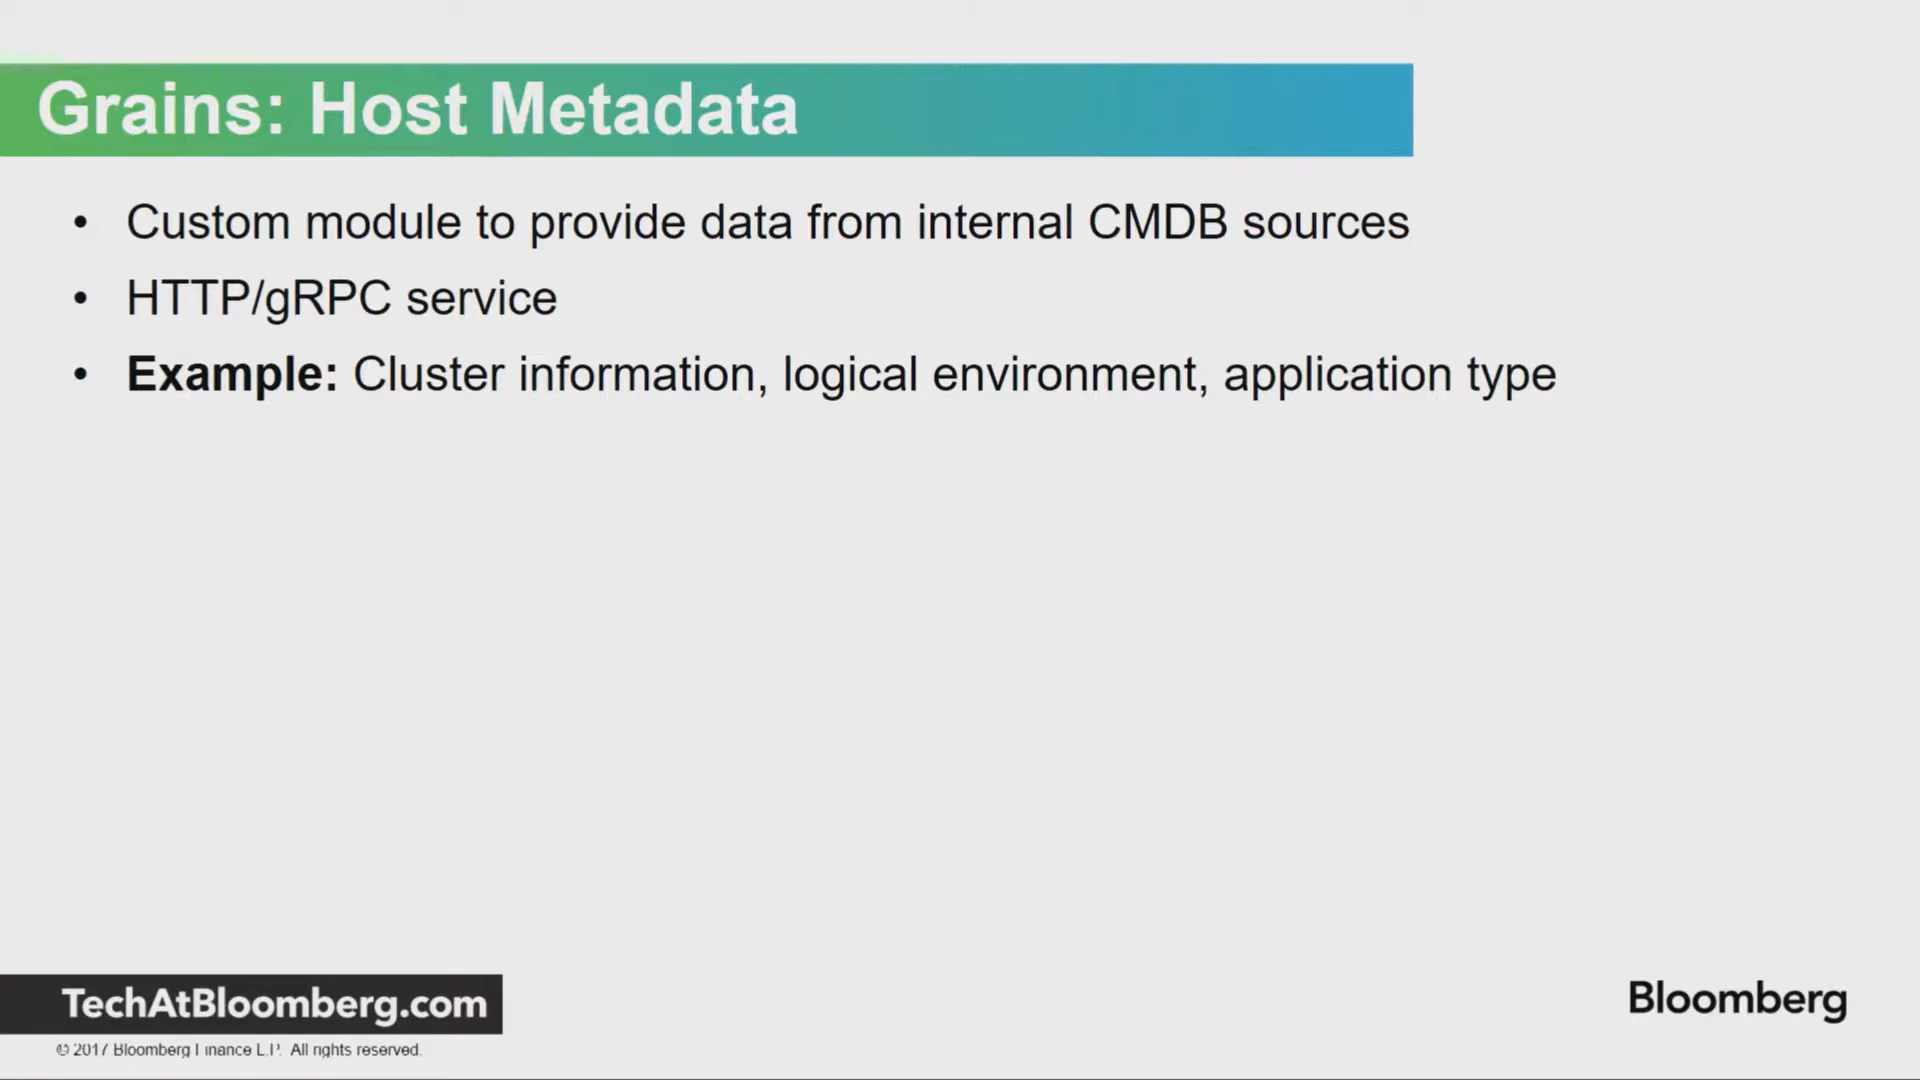 Grains: Host Metadata
• Custom module to provide data from internal CMDB sources
• HTTP/gRPC service
• Example: Cluster information, logical environment, application type
TechAtBloomberg.com
Bloomberg
© 2017 Bloomberg Finance L.P. All rights reserved.